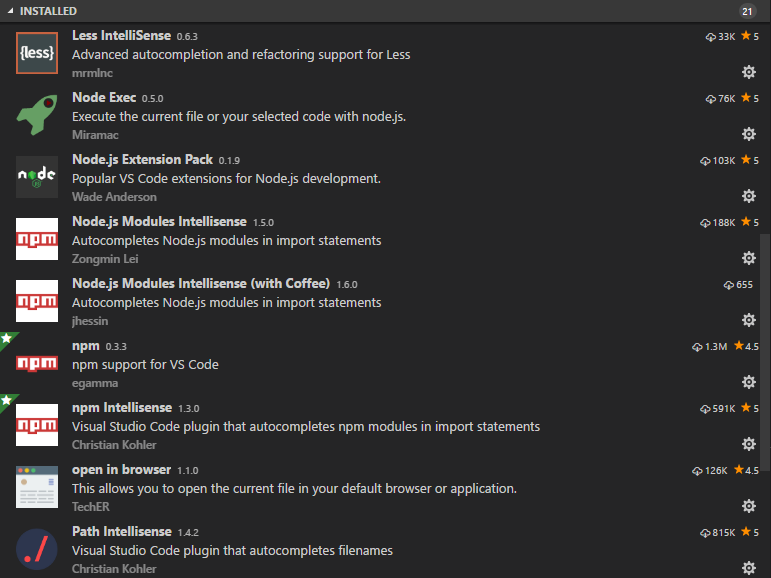 INSTALLED 21
{less}
Less IntelliSense 0.6.3 33K 5
Advanced autocompletion and refactoring support for Less
mrmlnc
Node Exec 0.5.0 76K 5
Execute the current file or your selected code with node.js.
Miramac
node
Node.js Extension Pack 0.1.9 103K 5
Popular VS Code extensions for Node.js development.
Wade Anderson
npm
Node.js Modules Intellisense 1.5.0 188K 5
Autocompletes Node.js modules in import statements
Zongmin Lei
npm
Node.js Modules Intellisense (with Coffee) 1.6.0 655
Autocompletes Node.js modules in import statements
jhessin
npm
npm 0.3.3 1.3M 4.5
npm support for VS Code
egamma
npm
npm Intellisense 1.3.0 591K 5
Visual Studio Code plugin that autocompletes npm modules in import statements
Christian Kohler
open in browser 1.1.0 126K 4.5
This allows you to open the current file in your default browser or application.
TechER
./
Path Intellisense 1.4.2 815K 5
Visual Studio Code plugin that autocompletes filenames
Christian Kohler